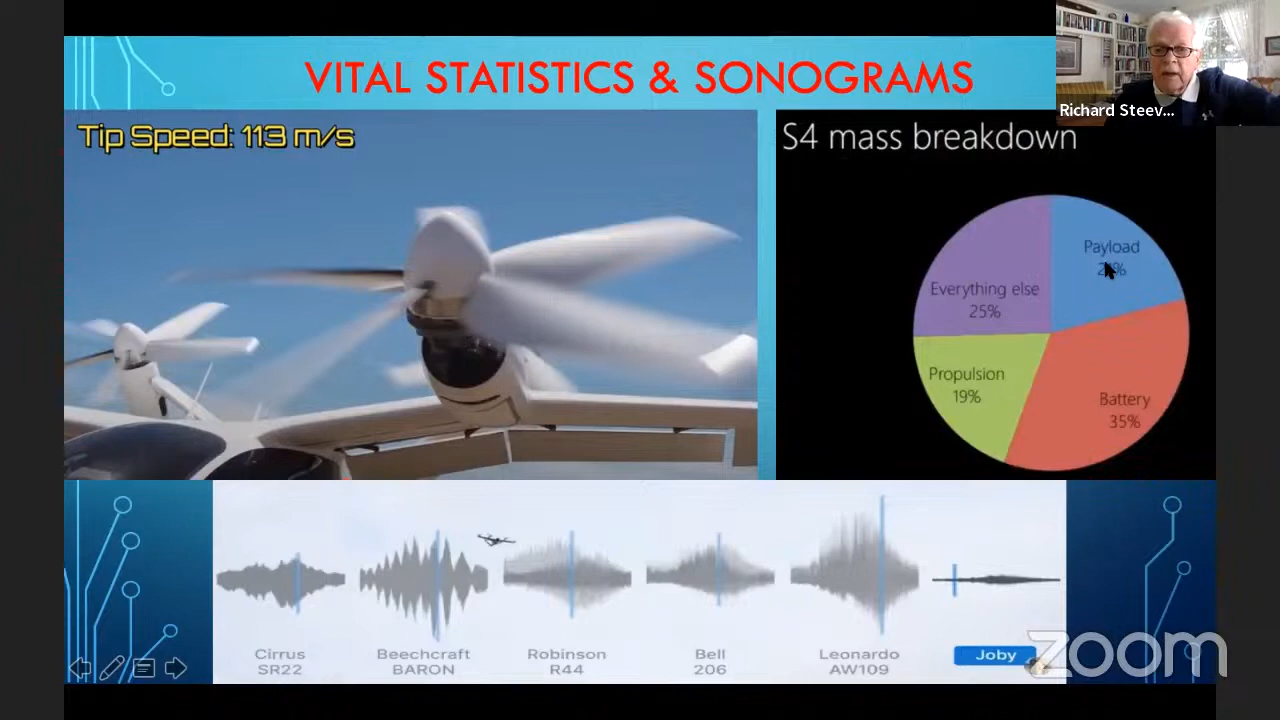 VITAL STATISTICS & SONOGRAMS
Richard Steev...
Tip Speed: 113 m/s
S4 mass breakdown
Payload
Everything else
25%
Propulsion
19%
Battery
35%
Cirrus
SR22
Beechcraft
BARON
Robinson
R44
Bell
206
Leonardo
AW109
Joby
zoom